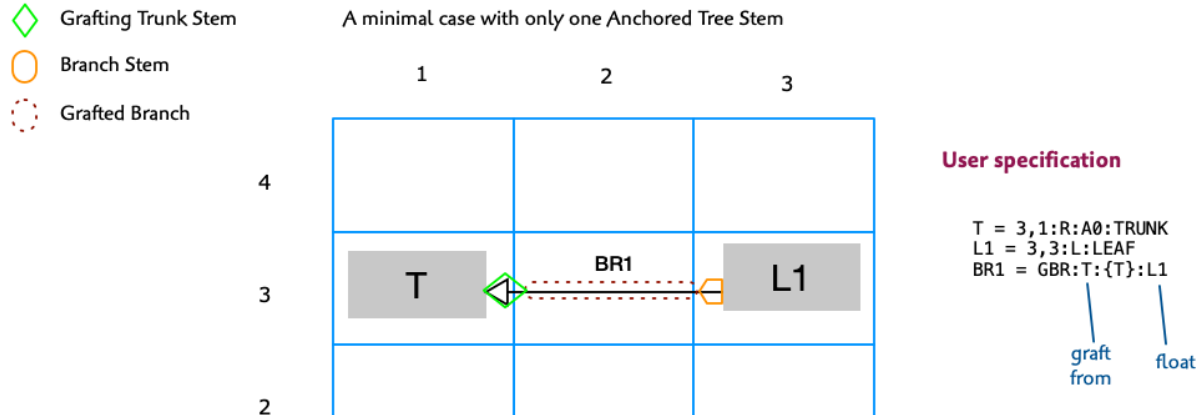 Grafting Trunk Stem
A minimal case with only one Anchored Tree Stem
Branch Stem
1 2 3
Grafted Branch
4
User specification
T = 3,1:R:A0:TRUNK
L1 = 3,3:L:LEAF
BR1 = GBR:T:{T}:L1
3
T
BR1
L1
graft
from
float
2